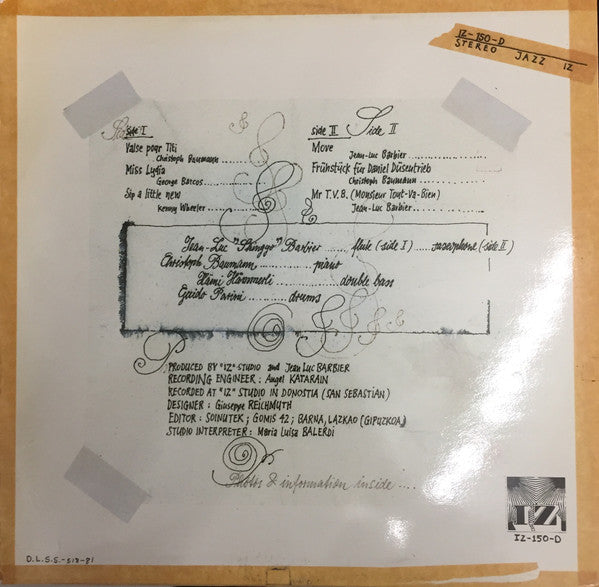 IZ-150-D
STEREO JAZZ IZ
Side I
Valse pour Titi
Christoph Baumann
Miss Lydia
George Barcos
Sip a little new
Kenny Wheeler
side II Side II
Move
Jean-Luc Barbier
Frühstück für Daniel Düsentrieb
Christoph Baumann
Mr T.V.B. (Monsieur Tout-Va-Bien)
Jean-Luc Barbier
Jean-Luc "Shinggo" Barbier ...... flute (side I) ...... saxophone (side II)
Christoph Baumann ...... piano
Hämi Hämmerli ...... double bass
Guido Parini ...... drums
PRODUCED BY "IZ" STUDIO and Jean Luc BARBIER
RECORDING ENGINEER : Angel KATARAIN
RECORDED AT "IZ" STUDIO IN DONOSTIA (SAN SEBASTIAN)
DESIGNER : Giuseppe REICHMUTH
EDITOR : SOINUTEK ; GOMIS 42 ; BARNA, LAZKAO (GIPUZKOA)
STUDIO INTERPRETER : Maria Luisa BALERDI
Photos & information inside ....
IZ
IZ-150-D
D.L.S.S.-518-81